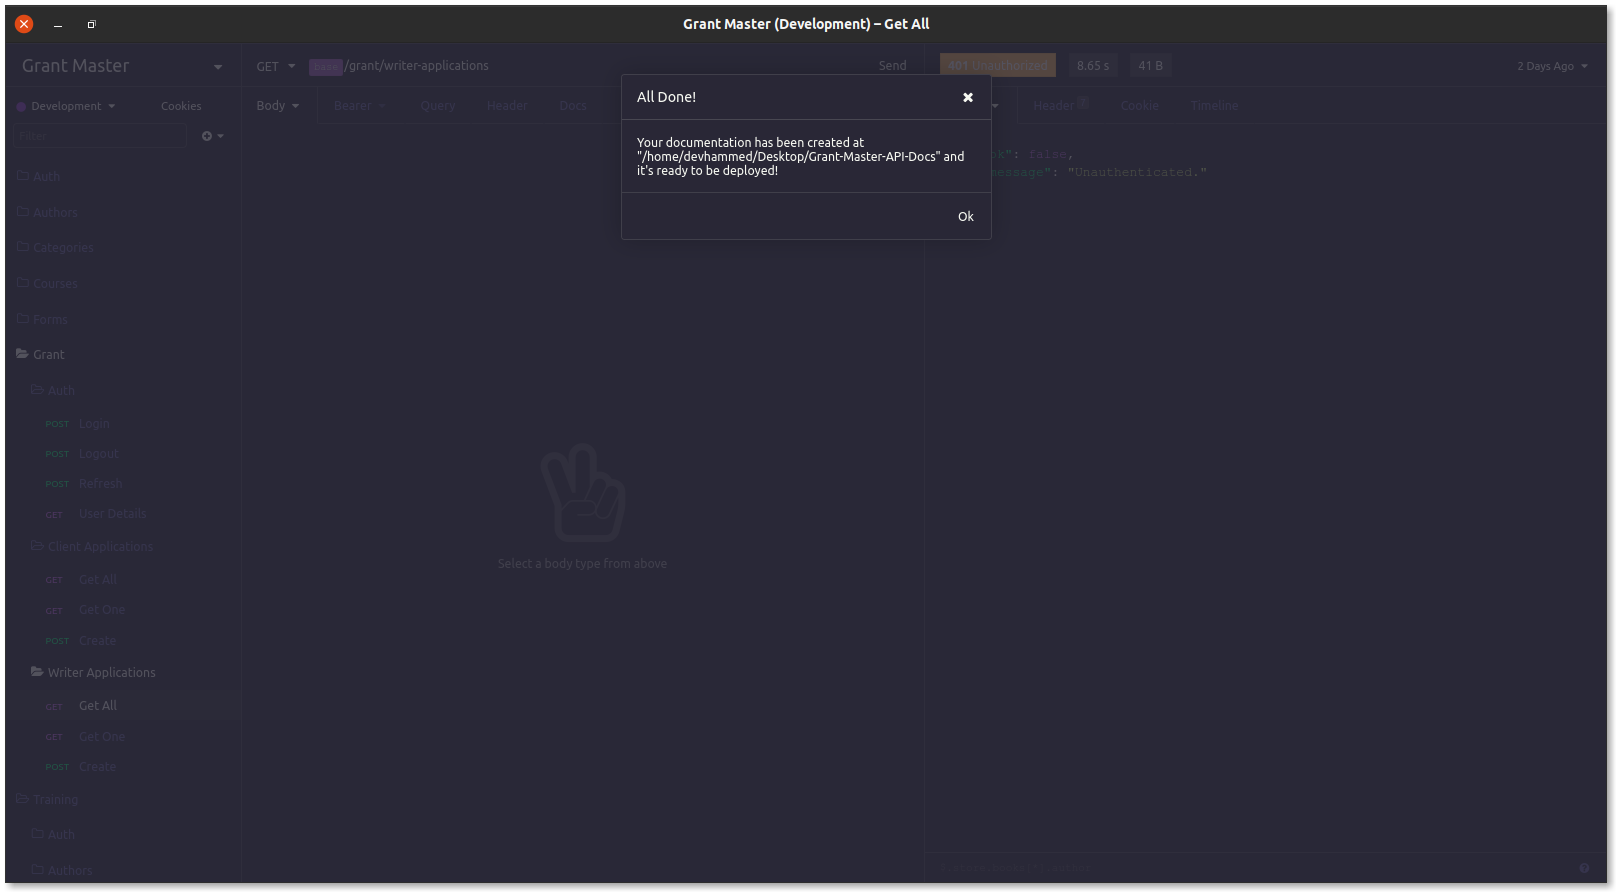 Grant Master (Development) – Get All
Grant Master
GET
base
/grant/writer-applications
Send
401 Unauthorized
8.65 s
41 B
2 Days Ago
Development
Cookies
Body
Bearer
Query
Header
Docs
Header
Cookie
Timeline
Filter
All Done!
Your documentation has been created at
"/home/devhammed/Desktop/Grant-Master-API-Docs" and
it's ready to be deployed!
Ok
false,
"Unauthenticated."
Auth
Authors
Categories
Courses
Forms
Grant
Auth
POST Login
POST Logout
POST Refresh
GET User Details
Client Applications
GET Get All
GET Get One
POST Create
Writer Applications
GET Get All
GET Get One
POST Create
Training
Auth
Authors
Select a body type from above